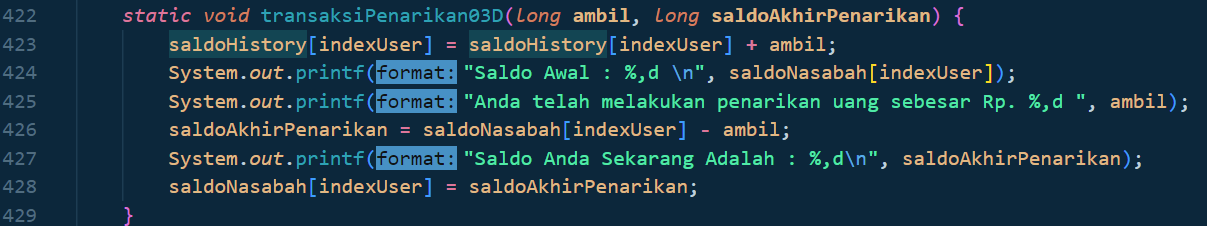 422 static void transaksiPenarikan03D(long ambil, long saldoAkhirPenarikan) {
423 saldoHistory[indexUser] = saldoHistory[indexUser] + ambil;
424 System.out.printf(format: "Saldo Awal : %,d \n", saldoNasabah[indexUser]);
425 System.out.printf(format: "Anda telah melakukan penarikan uang sebesar Rp. %,d ", ambil);
426 saldoAkhirPenarikan = saldoNasabah[indexUser] - ambil;
427 System.out.printf(format: "Saldo Anda Sekarang Adalah : %,d\n", saldoAkhirPenarikan);
428 saldoNasabah[indexUser] = saldoAkhirPenarikan;
429 }